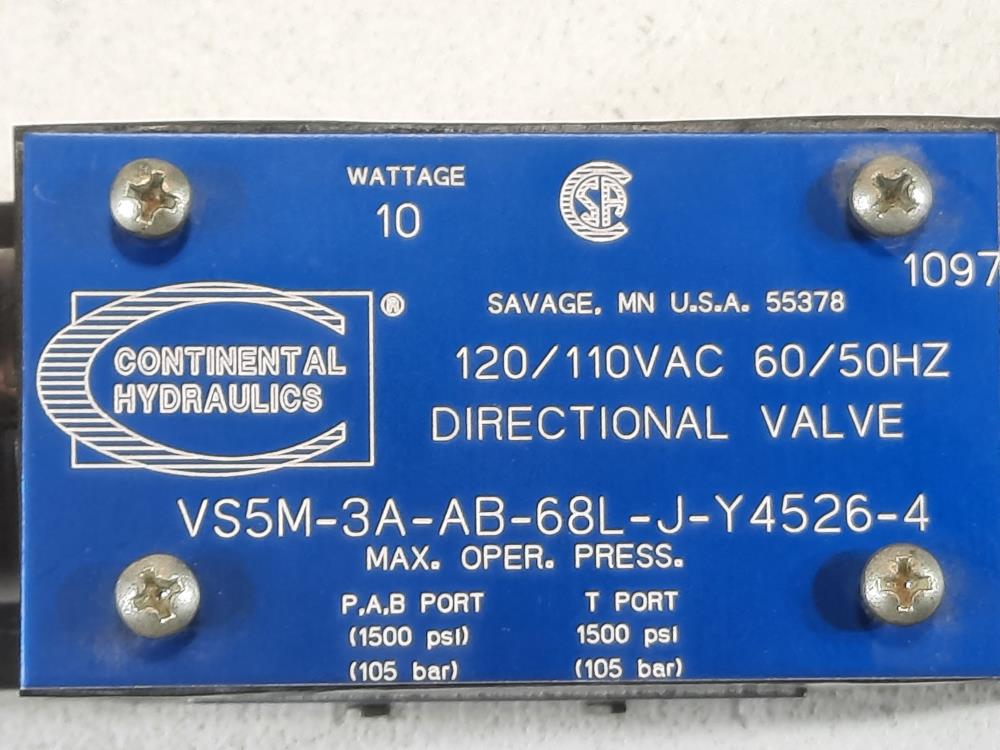 WATTAGE
10
CSA
1097
SAVAGE, MN U.S.A. 55378
CONTINENTAL
HYDRAULICS
®
120/110VAC 60/50HZ
DIRECTIONAL VALVE
VS5M-3A-AB-68L-J-Y4526-4
MAX. OPER. PRESS.
P,A,B PORT T PORT
(1500 psi) 1500 psi
(105 bar) (105 bar)